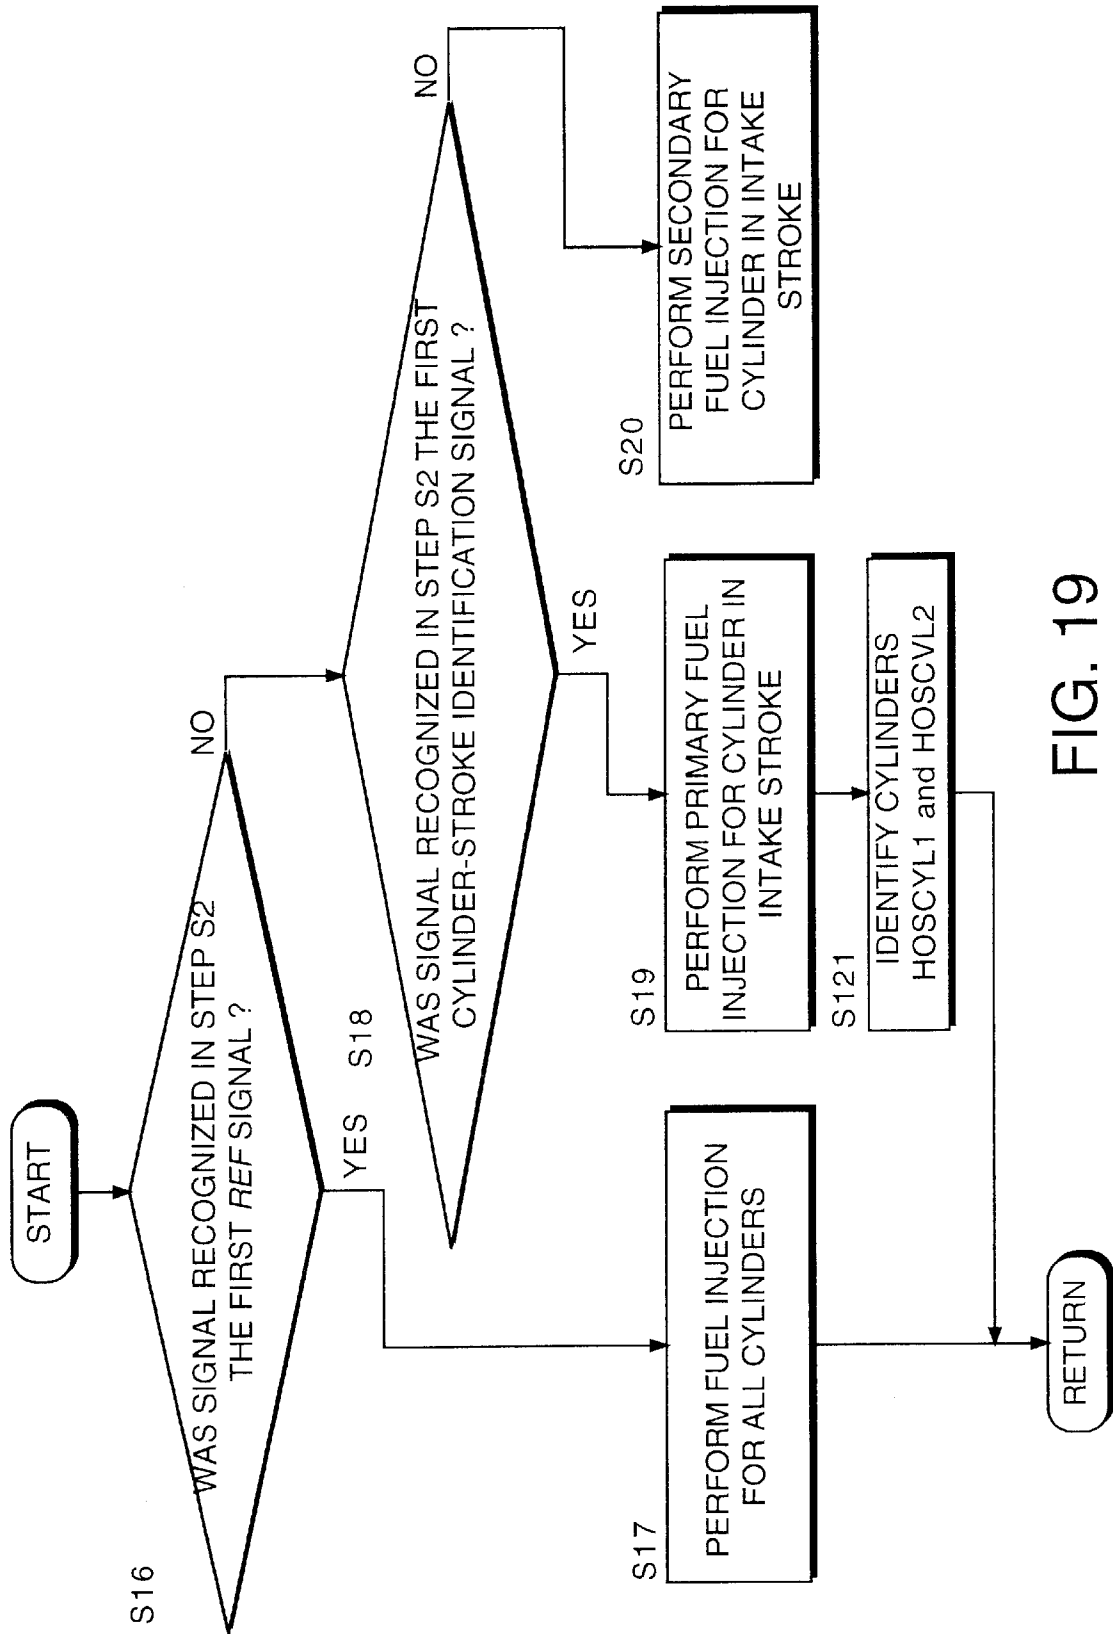 START
S16
WAS SIGNAL RECOGNIZED IN STEP S2
THE FIRST REF SIGNAL ?
NO
YES
S18
WAS SIGNAL RECOGNIZED IN STEP S2 THE FIRST
CYLINDER-STROKE IDENTIFICATION SIGNAL ?
NO
YES
S17
PERFORM FUEL INJECTION
FOR ALL CYLINDERS
S19
PERFORM PRIMARY FUEL
INJECTION FOR CYLINDER IN
INTAKE STROKE
S20
PERFORM SECONDARY
FUEL INJECTION FOR
CYLINDER IN INTAKE
STROKE
S121
IDENTIFY CYLINDERS
HOSCYL1 and HOSCVL2
RETURN
FIG. 19